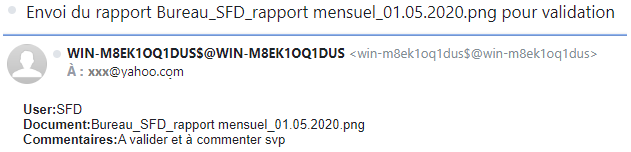 Envoi du rapport Bureau_SFD_rapport mensuel_01.05.2020.png pour validation
WIN-M8EK1OQ1DUS$@WIN-M8EK1OQ1DUS <win-m8ek1oq1dus$@win-m8ek1oq1dus>
À : xxx@yahoo.com
User:SFD
Document:Bureau_SFD_rapport mensuel_01.05.2020.png
Commentaires:A valider et à commenter svp